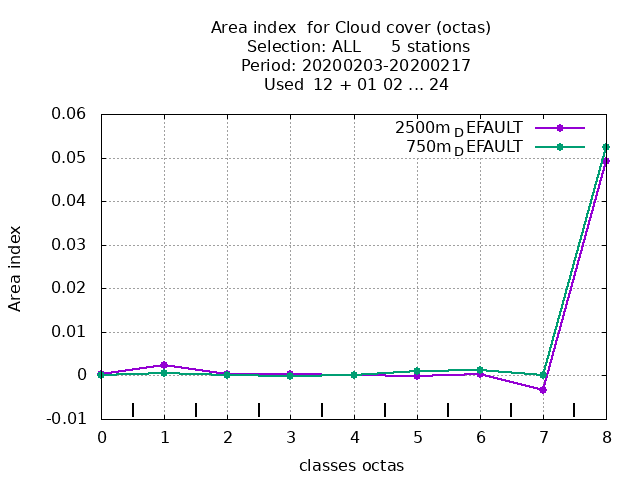 Area index  for Cloud cover (octas)
Selection: ALL      5 stations
Period: 20200203-20200217
Used  12 + 01 02 ... 24
0.06
2500m_DEFAULT
750m_DEFAULT
0.05
0.04
0.03
0.02
0.01
0
-0.01
Area index
0 1 2 3 4 5 6 7 8
classes octas